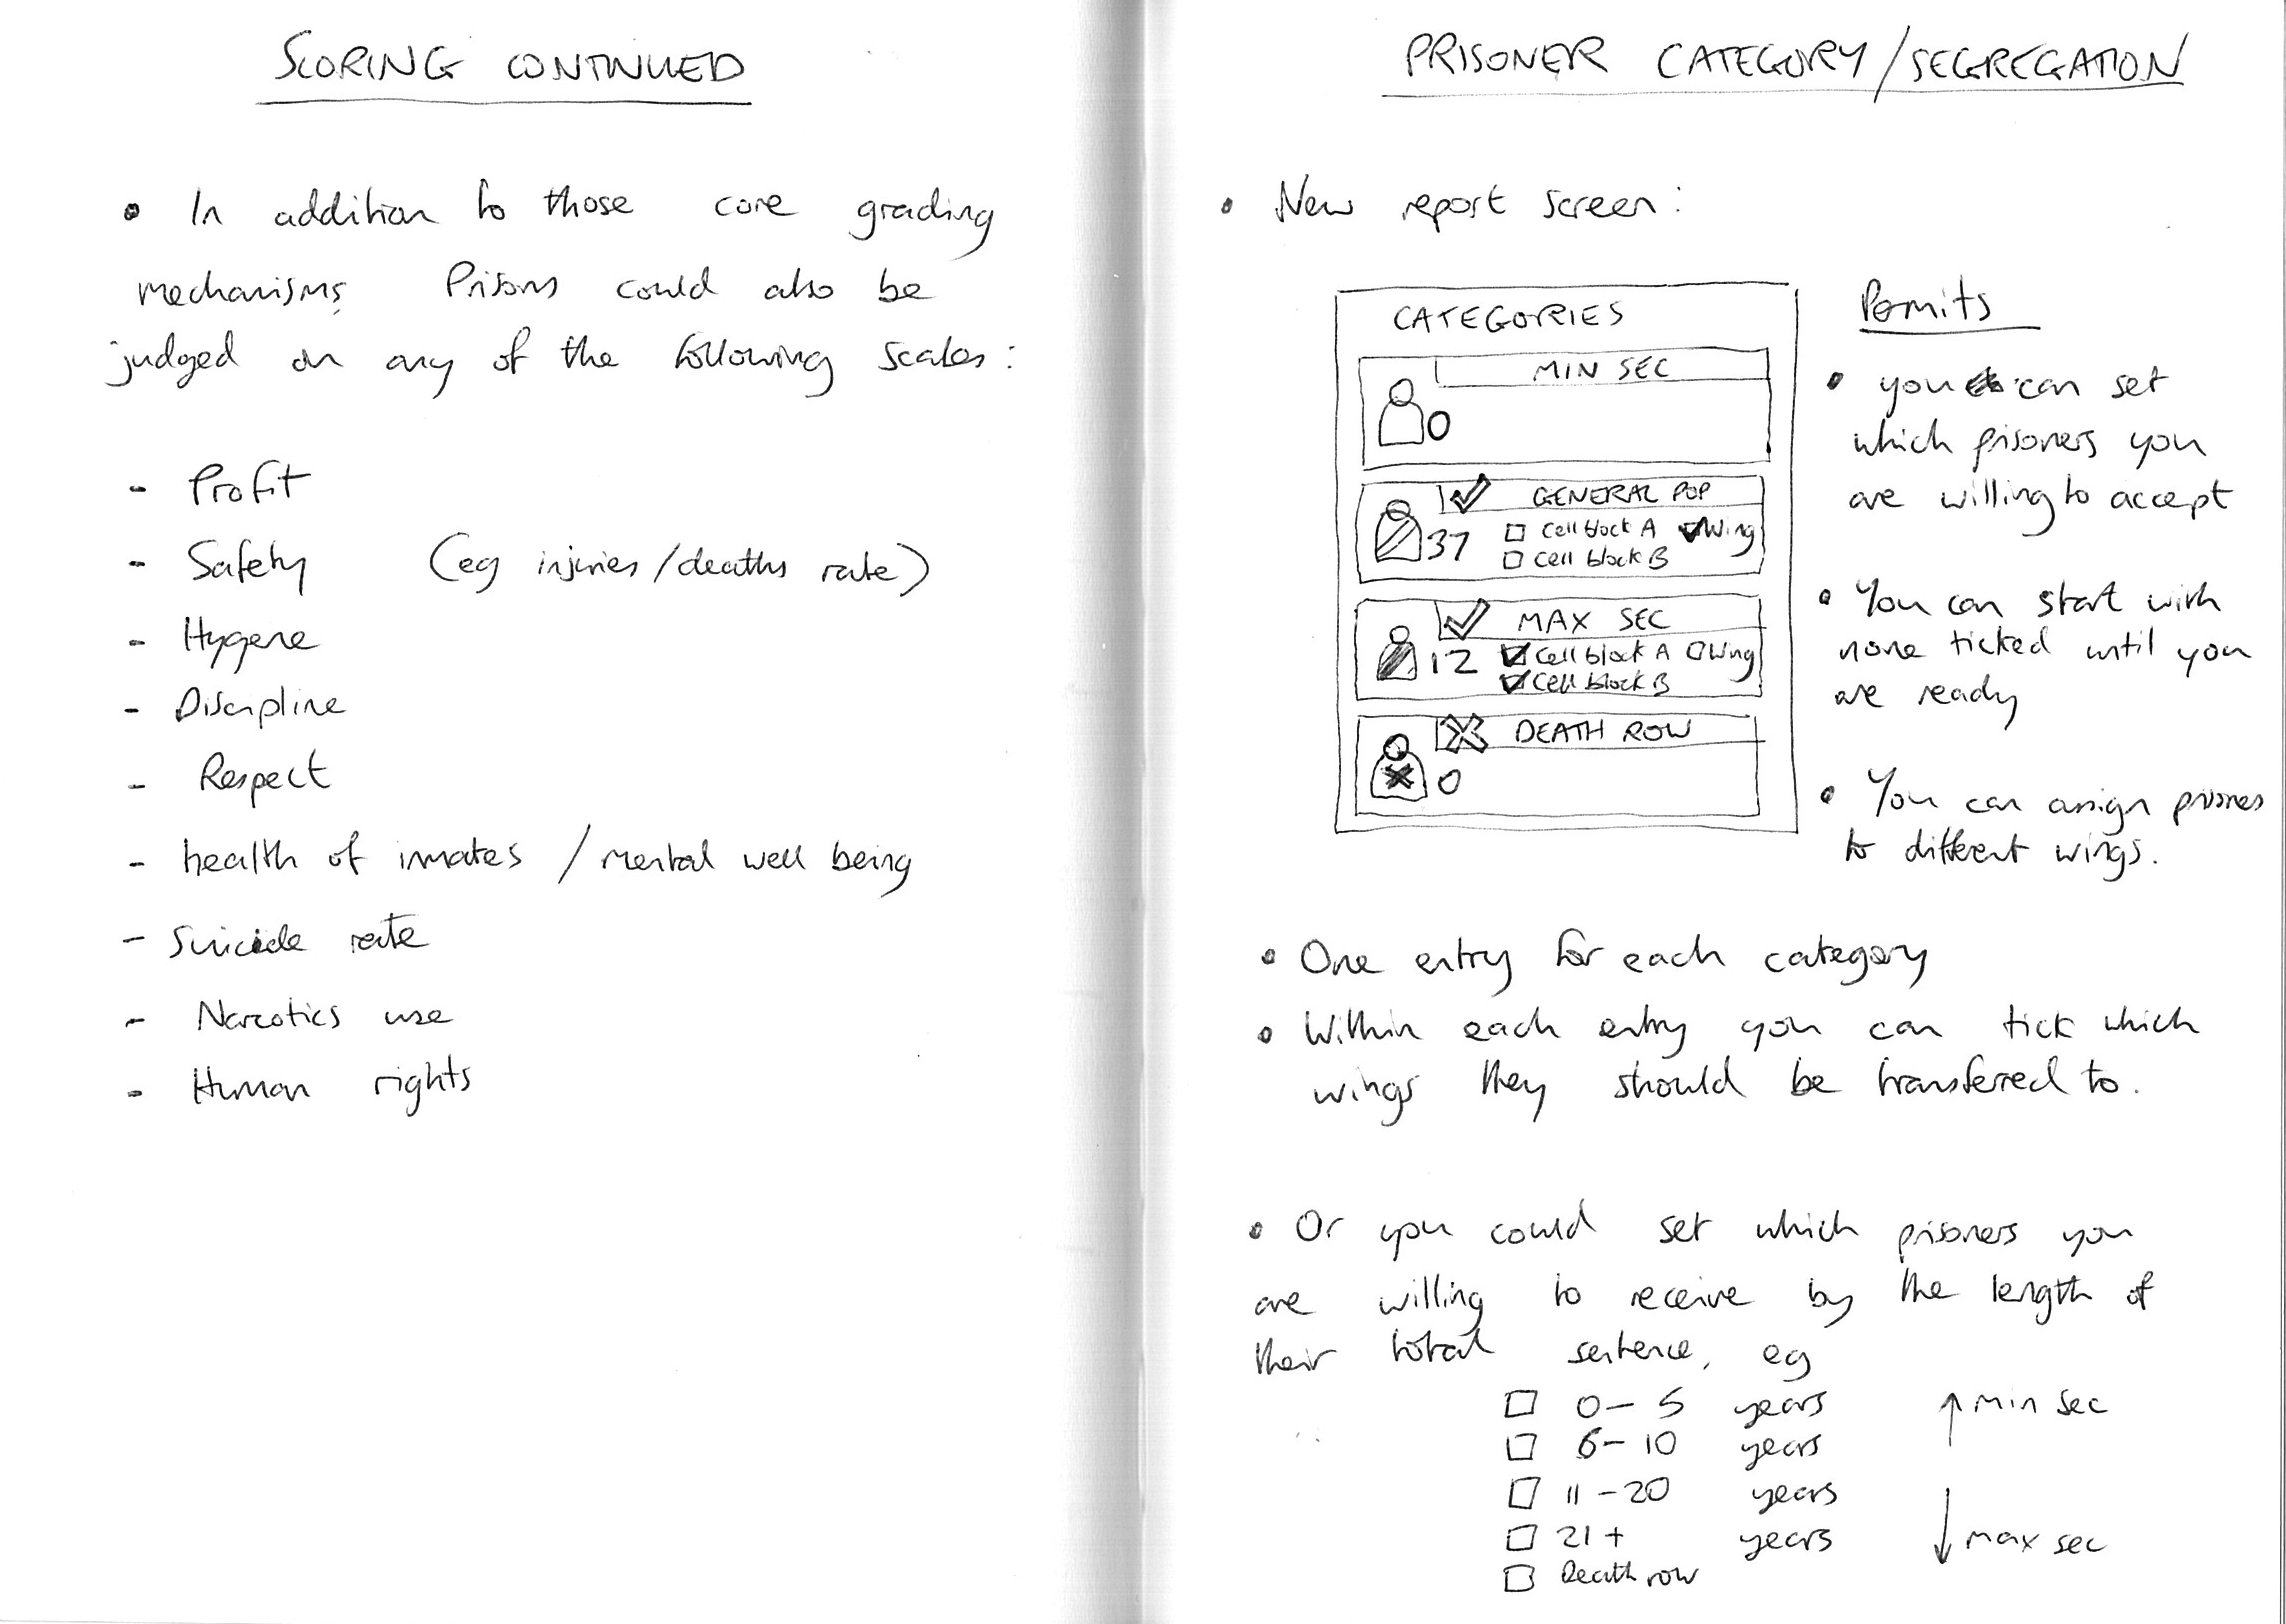 SCORING CONTINUED
• In addition to those core grading
mechanisms, Prisons could also be
judged on any of the following scales:
- Profit
- Safety (eg injuries/deaths rate)
- Hygene
- Discipline
- Respect
- health of inmates / mental well being
- Suicide rate
- Narcotics use
- Human rights
PRISONER CATEGORY/SEGREGATION
• New report screen:
CATEGORIES
MIN SEC
0
GENERAL POP
37 Cell block A Wing
Cell block B
MAX SEC
12 Cell block A Wing
Cell block B
DEATH ROW
0
Permits
• you can set
which prisoners you
are willing to accept
• You can start with
none ticked until you
are ready
• You can assign prisoners
to different wings.
• One entry for each category
• Within each entry you can tick which
wings they should be transferred to.
• Or you could set which prisoners you
are willing to receive by the length of
their total sentence, eg
0 - 5 years ↑ min sec
6 - 10 years
11 - 20 years
21 + years ↓ max sec
Death row